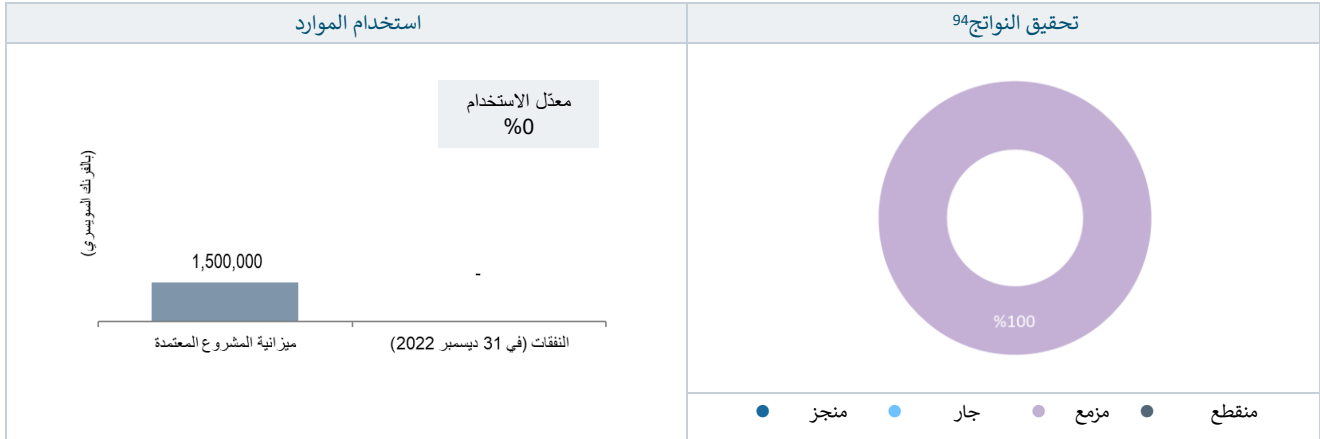 تحقيق النواتج94
%100
منقطع
مزمع
جار
منجز
استخدام الموارد
معدّل الاستخدام
%0
(بالفرنك السويسري)
1,500,000
-
ميزانية المشروع المعتمدة
النفقات (في 31 ديسمبر 2022)